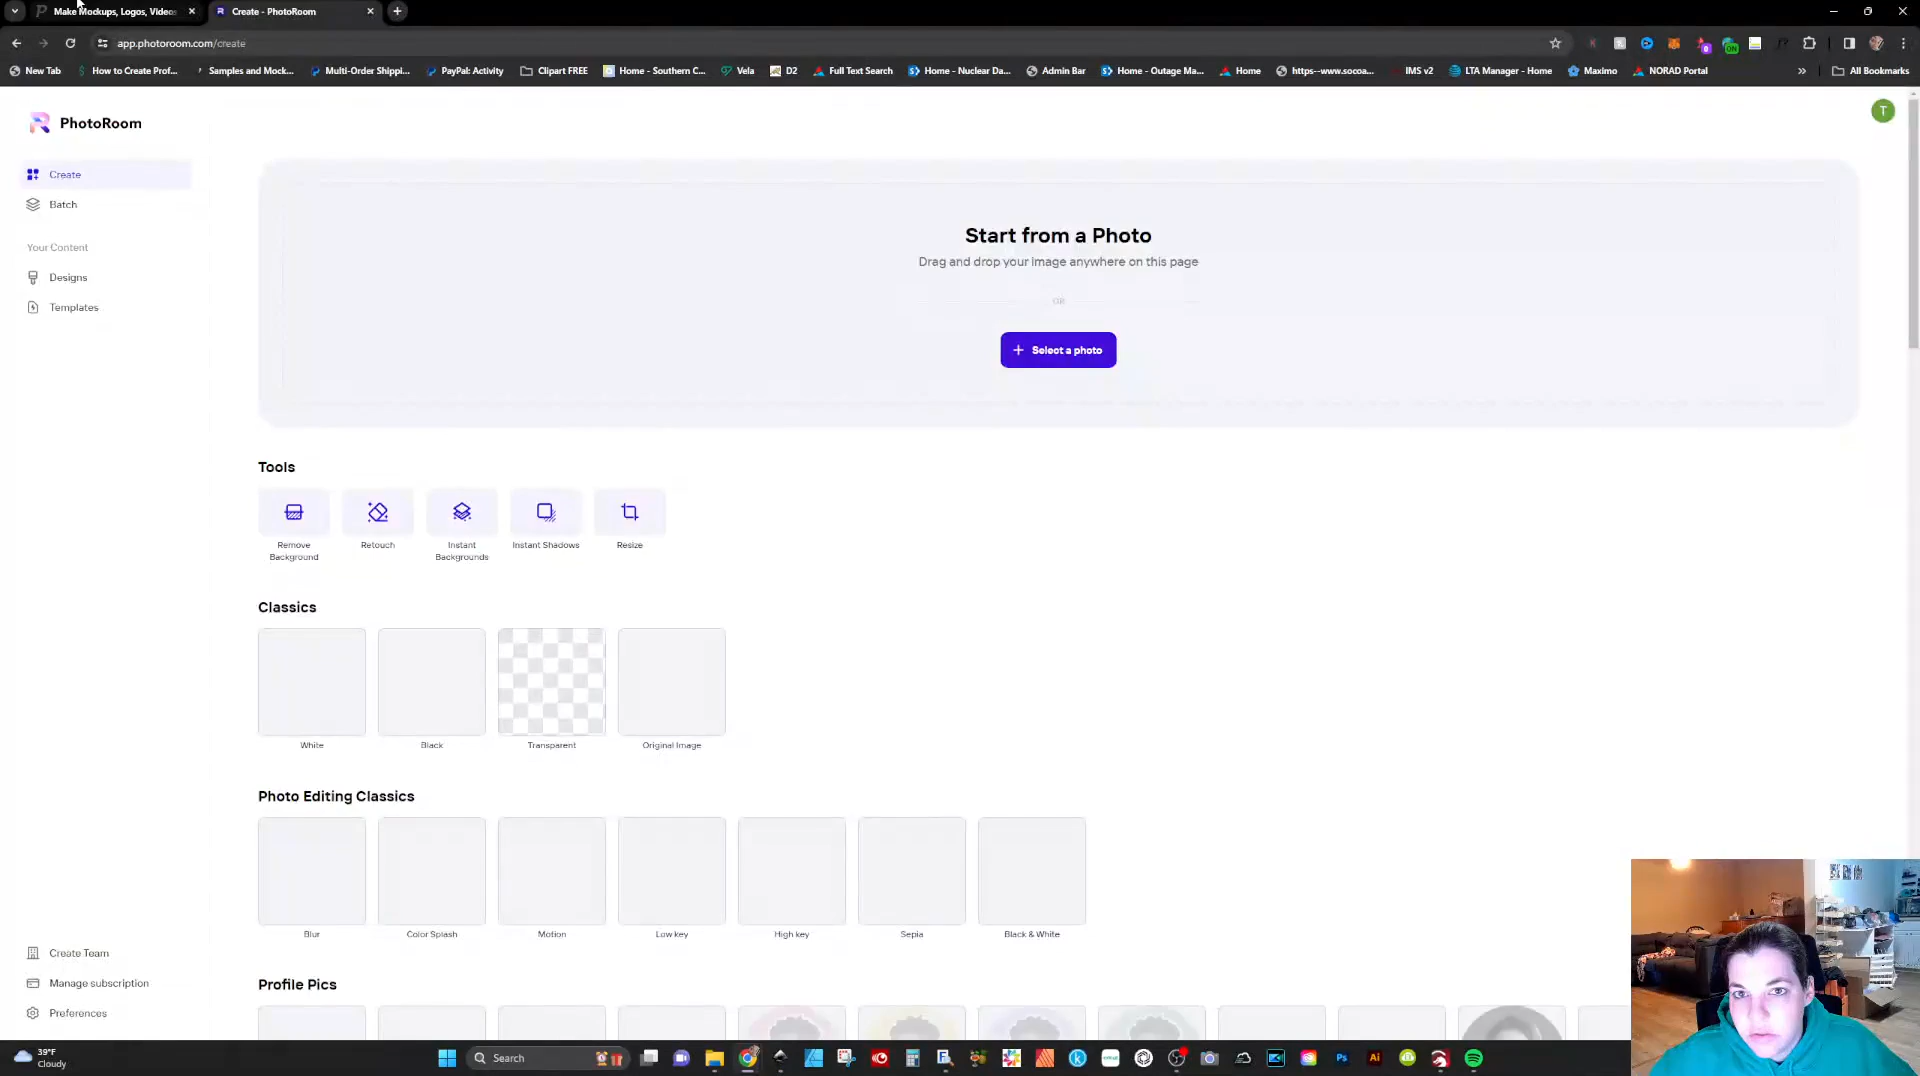 Make Mockups, Logos, Videos
Create - PhotoRoom
app.photoroom.com/create
New Tab
How to Create Prof...
Samples and Mock...
Multi-Order Shippi...
PayPal: Activity
Clipart FREE
Home - Southern C...
Vela
D2
Full Text Search
Home - Nuclear Da...
Admin Bar
Home - Outage Ma...
Home
https--www.socoa...
IMS v2
LTA Manager - Home
Maximo
NORAD Portal
»
All Bookmarks
PhotoRoom
T
Create
Batch
Your Content
Designs
Templates
Start from a Photo
Drag and drop your image anywhere on this page
OR
+ Select a photo
Tools
Remove Background
Retouch
Instant Backgrounds
Instant Shadows
Resize
Classics
White
Black
Transparent
Original Image
Photo Editing Classics
Blur
Color Splash
Motion
Low key
High key
Sepia
Black & White
Profile Pics
Create Team
Manage subscription
Preferences
39°F
Cloudy
Search